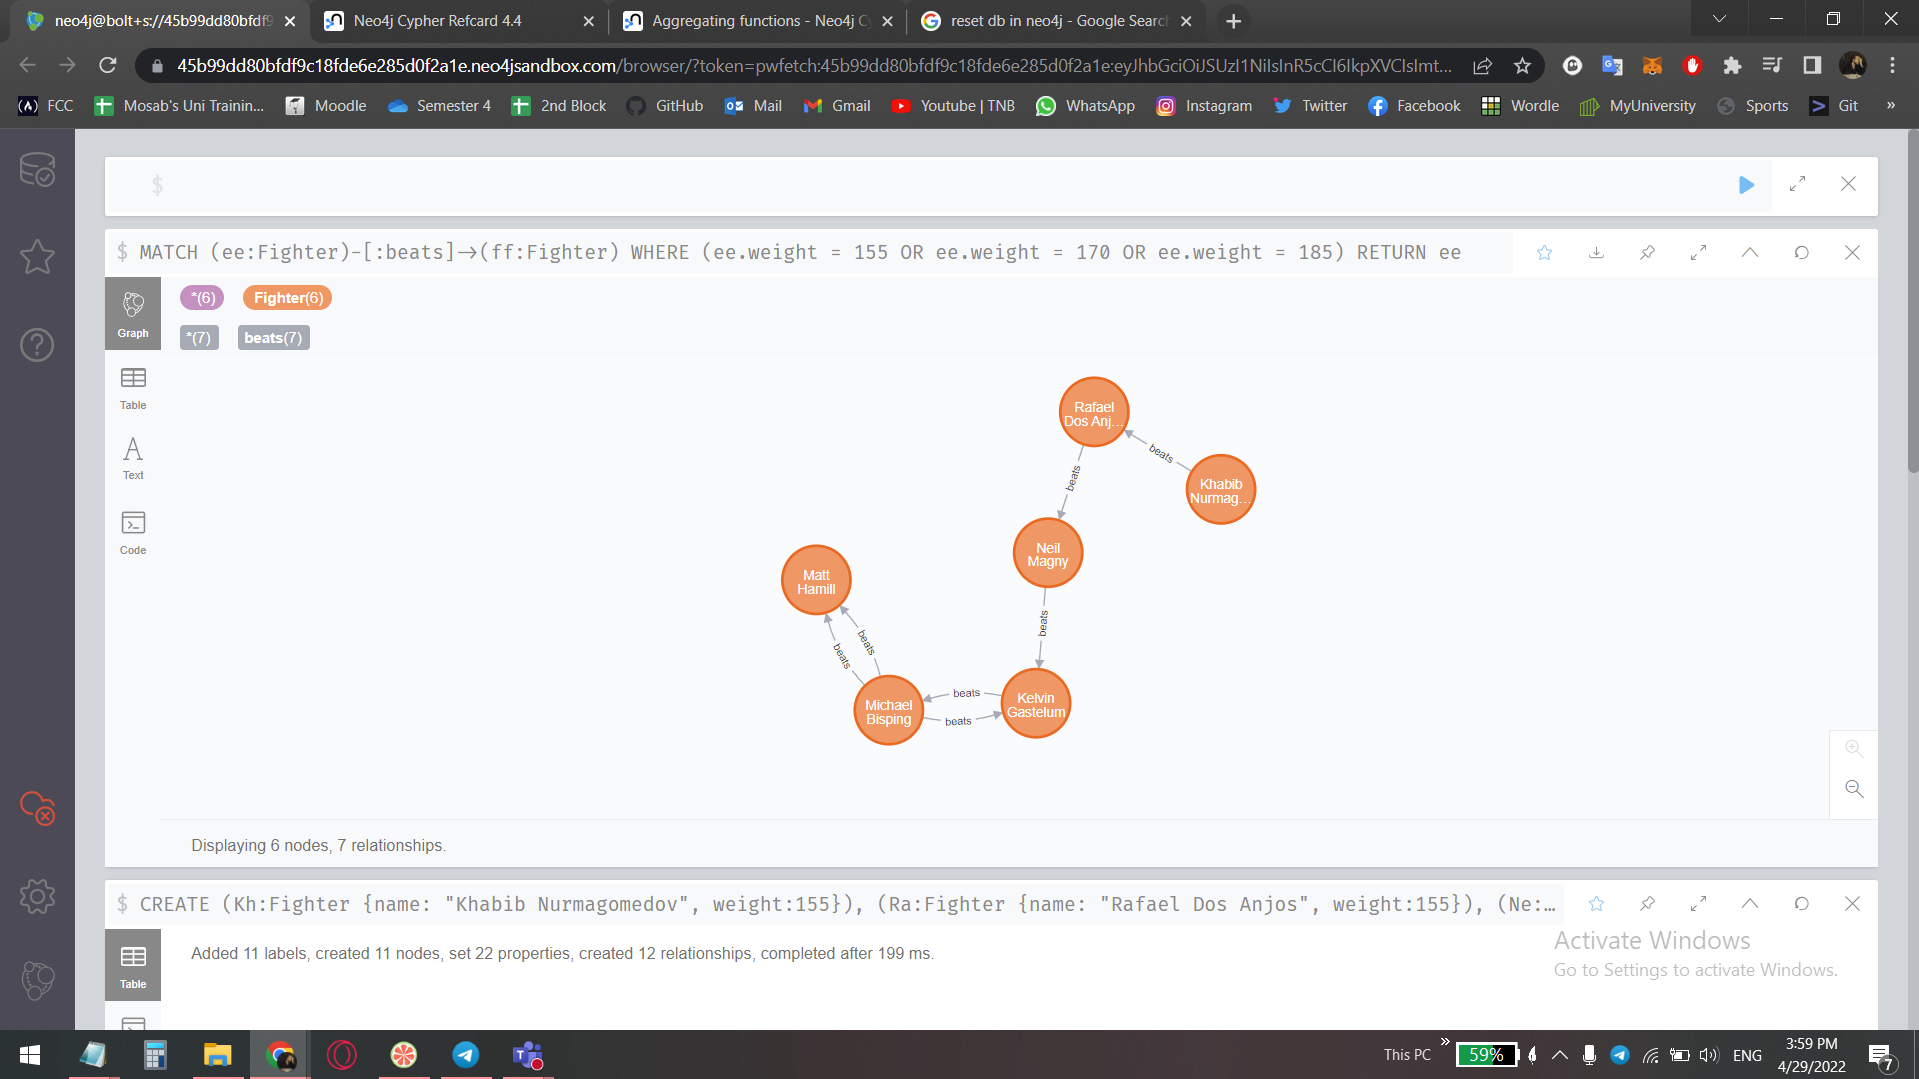 neo4j@bolt+s://45b99dd80bfdf9
Neo4j Cypher Refcard 4.4
Aggregating functions - Neo4j C
reset db in neo4j - Google Search
45b99dd80bfdf9c18fde6e285d0f2a1e.neo4jsandbox.com/browser/?token=pwfetch:45b99dd80bfdf9c18fde6e285d0f2a1e:eyJhbGciOiJSUzI1NiIsInR5cCI6IkpXVCIsImt...
FCC
Mosab's Uni Trainin...
Moodle
Semester 4
2nd Block
GitHub
Mail
Gmail
Youtube | TNB
WhatsApp
Instagram
Twitter
Facebook
Wordle
MyUniversity
Sports
Git
»
$
$ MATCH (ee:Fighter)-[:beats]→(ff:Fighter) WHERE (ee.weight = 155 OR ee.weight = 170 OR ee.weight = 185) RETURN ee
*(6)
Fighter(6)
*(7)
beats(7)
Graph
Table
Text
Code
Rafael
Dos Anj...
beats
Khabib
Nurmag...
beats
Neil
Magny
Matt
Hamill
beats
beats
beats
Michael
Bisping
beats
beats
Kelvin
Gastelum
Displaying 6 nodes, 7 relationships.
$ CREATE (Kh:Fighter {name: "Khabib Nurmagomedov", weight:155}), (Ra:Fighter {name: "Rafael Dos Anjos", weight:155}), (Ne:…
Table
Added 11 labels, created 11 nodes, set 22 properties, created 12 relationships, completed after 199 ms.
Activate Windows
Go to Settings to activate Windows.
This PC
»
59%
ENG
3:59 PM
4/29/2022
7